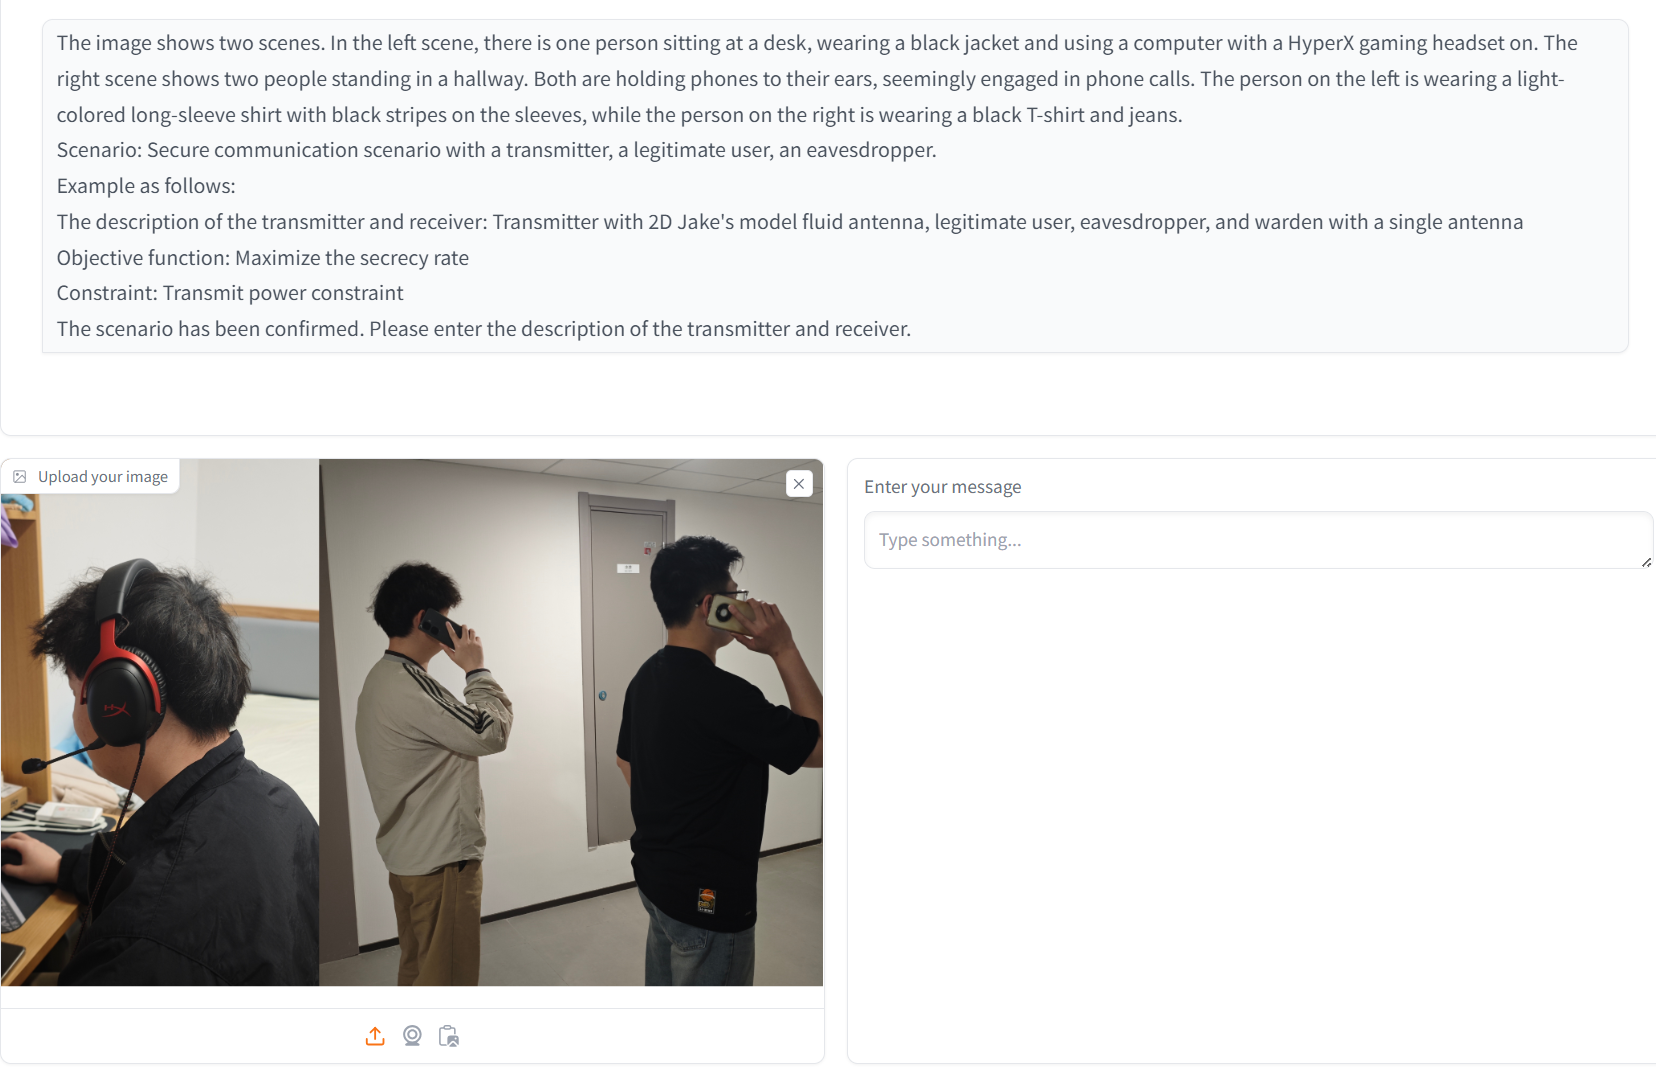 The image shows two scenes. In the left scene, there is one person sitting at a desk, wearing a black jacket and using a computer with a HyperX gaming headset on. The
right scene shows two people standing in a hallway. Both are holding phones to their ears, seemingly engaged in phone calls. The person on the left is wearing a light-
colored long-sleeve shirt with black stripes on the sleeves, while the person on the right is wearing a black T-shirt and jeans.
Scenario: Secure communication scenario with a transmitter, a legitimate user, an eavesdropper.
Example as follows:
The description of the transmitter and receiver: Transmitter with 2D Jake's model fluid antenna, legitimate user, eavesdropper, and warden with a single antenna
Objective function: Maximize the secrecy rate
Constraint: Transmit power constraint
The scenario has been confirmed. Please enter the description of the transmitter and receiver.
Upload your image
Enter your message
Type something...
HX